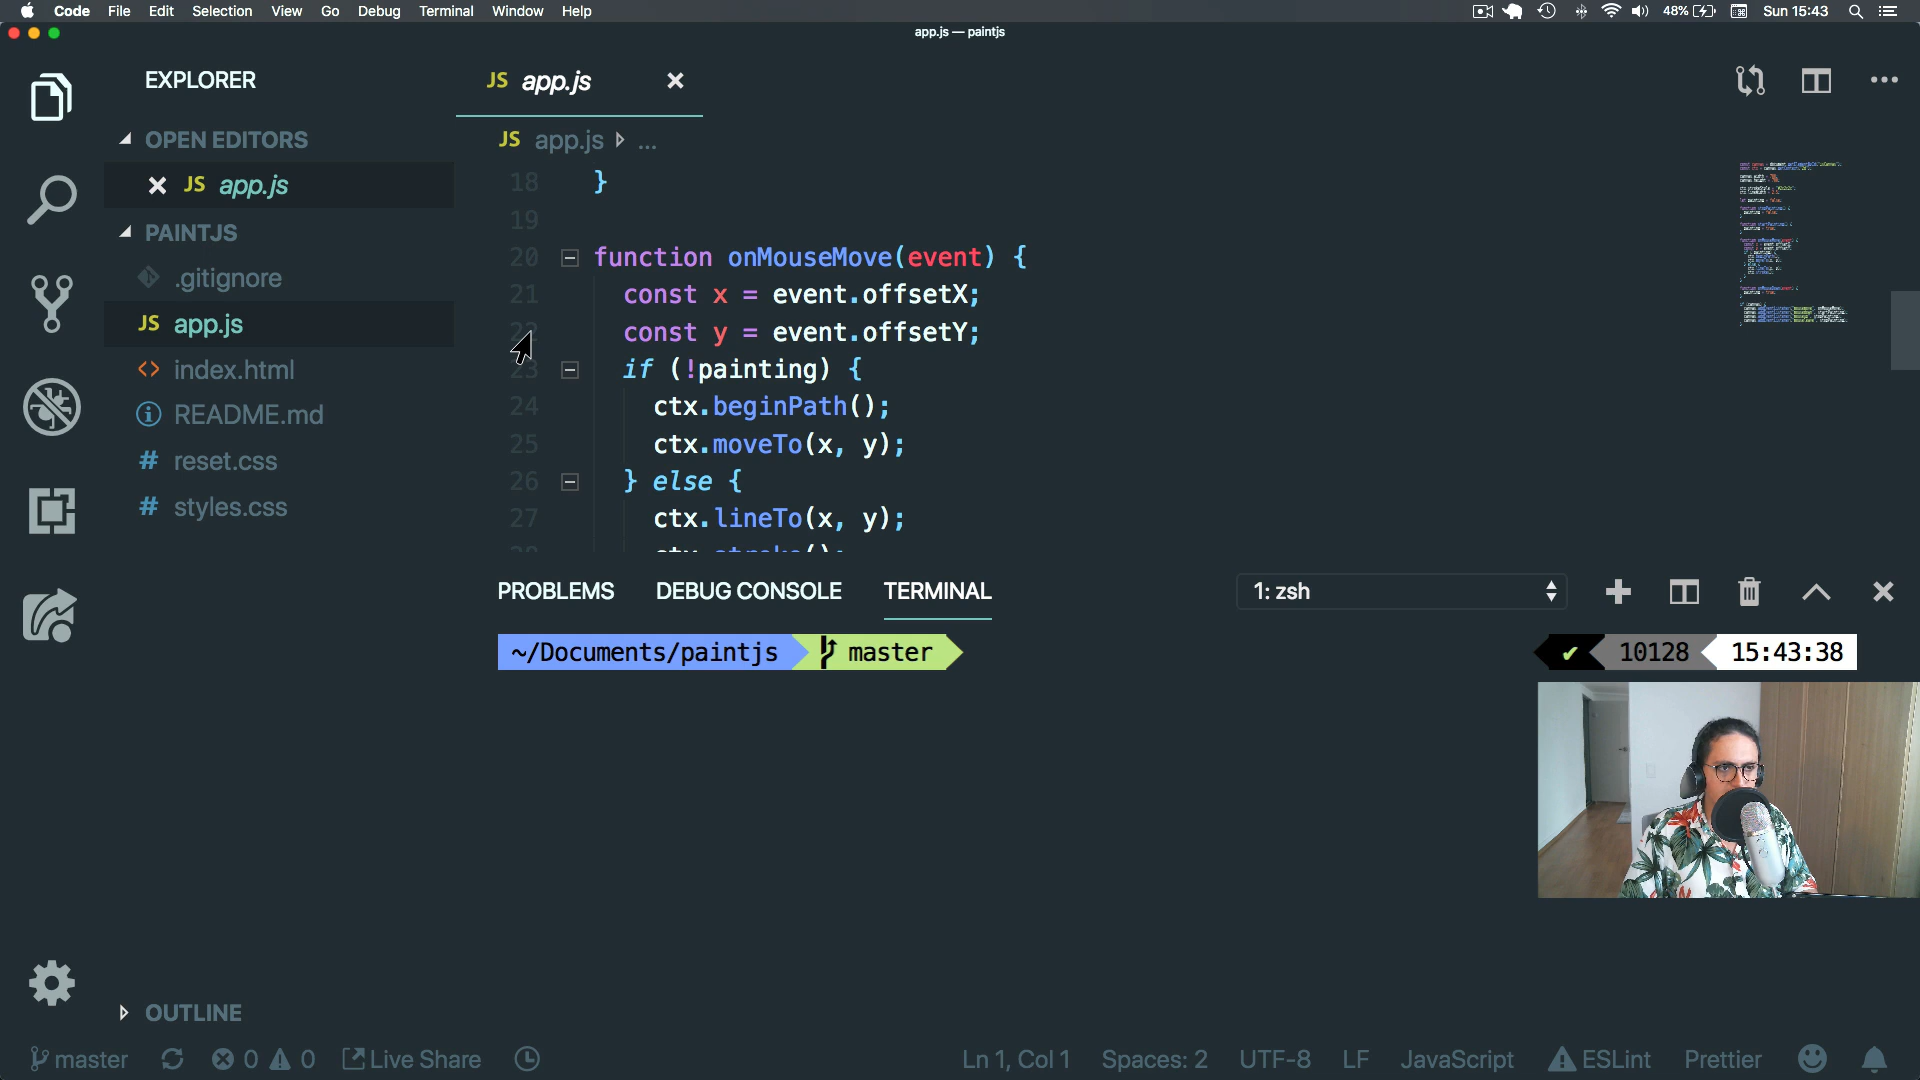 Code File Edit Selection View Go Debug Terminal Window Help
48% Sun 15:43
app.js — paintjs
EXPLORER
OPEN EDITORS
JS app.js
PAINTJS
.gitignore
JS app.js
<> index.html
README.md
# reset.css
# styles.css
OUTLINE
JS app.js
JS app.js ...
18 }
19
20 function onMouseMove(event) {
21 const x = event.offsetX;
22 const y = event.offsetY;
23 if (!painting) {
24 ctx.beginPath();
25 ctx.moveTo(x, y);
26 } else {
27 ctx.lineTo(x, y);
PROBLEMS DEBUG CONSOLE TERMINAL
1: zsh
~/Documents/paintjs master
✔ 10128 15:43:38
master 0 0 Live Share
Ln 1, Col 1 Spaces: 2 UTF-8 LF JavaScript ESLint Prettier